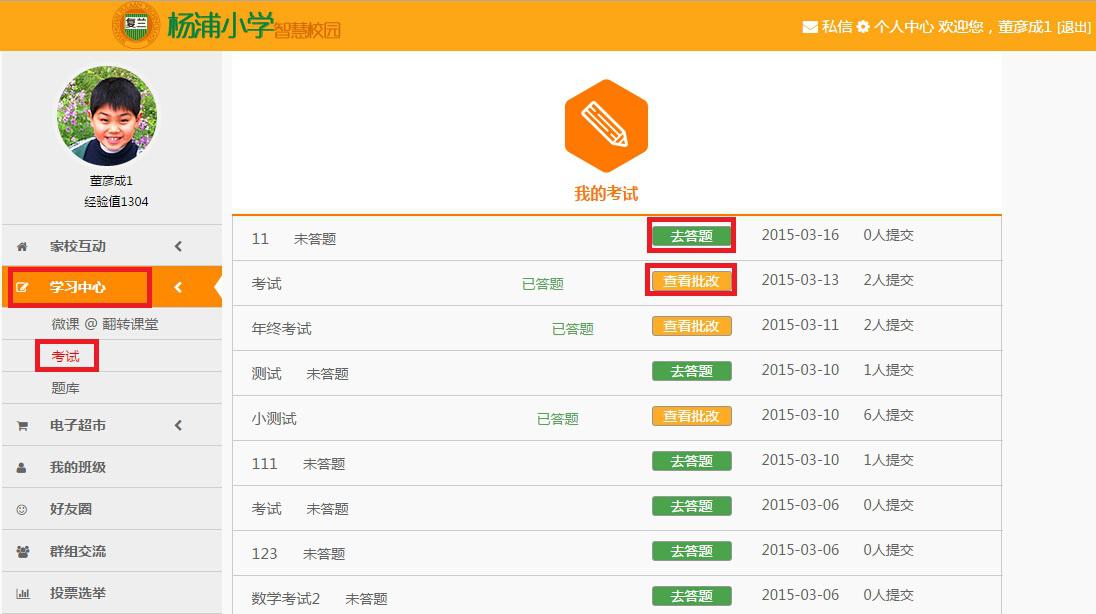 复兰
杨浦小学智慧校园
私信 个人中心 欢迎您，董彦成1 [退出]
董彦成1
经验值1304
家校互动
学习中心
微课 @ 翻转课堂
考试
题库
电子超市
我的班级
好友圈
群组交流
投票选举
我的考试
11 未答题 去答题 2015-03-16 0人提交
考试 已答题 查看批改 2015-03-13 2人提交
年终考试 已答题 查看批改 2015-03-11 2人提交
测试 未答题 去答题 2015-03-10 1人提交
小测试 已答题 查看批改 2015-03-10 6人提交
111 未答题 去答题 2015-03-10 1人提交
考试 未答题 去答题 2015-03-06 0人提交
123 未答题 去答题 2015-03-06 0人提交
数学考试2 未答题 去答题 2015-03-06 0人提交